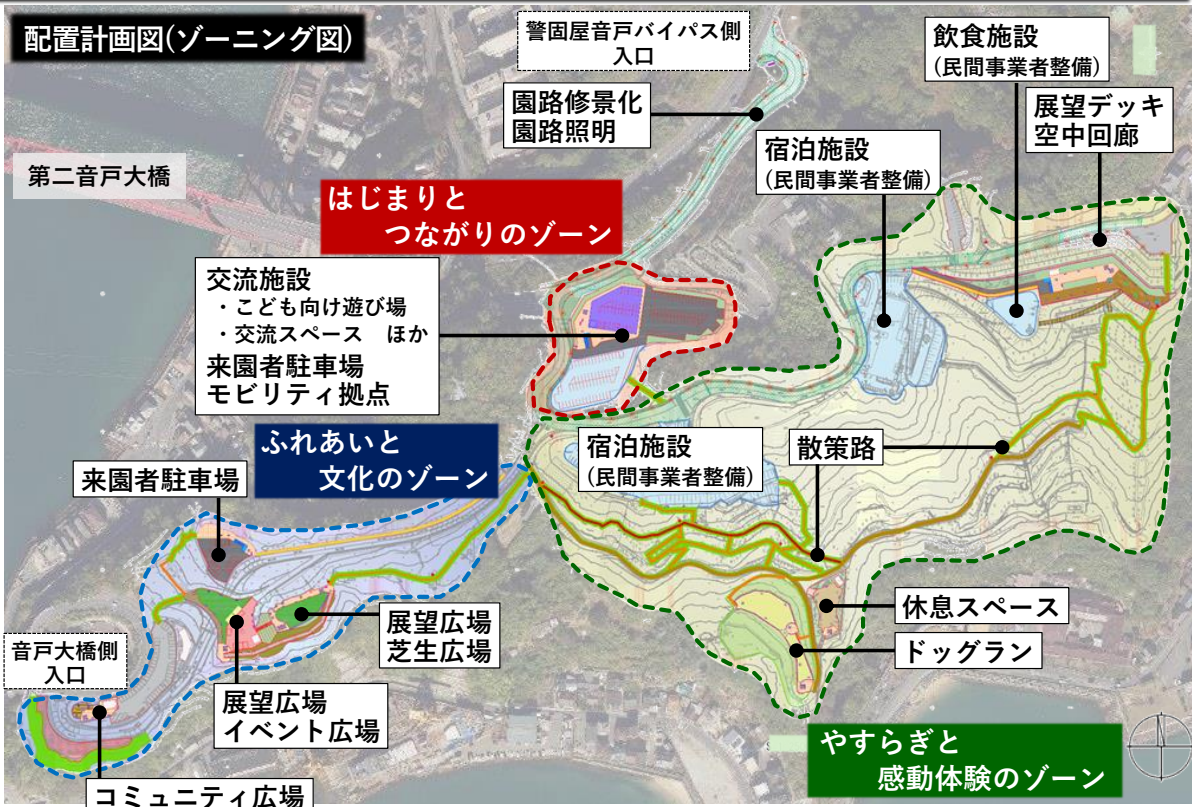 配置計画図(ゾーニング図)
警固屋音戸バイパス側
入口
飲食施設
(民間事業者整備)
園路修景化
園路照明
展望デッキ
空中回廊
宿泊施設
(民間事業者整備)
第二音戸大橋
はじまりと
つながりのゾーン
交流施設
・こども向け遊び場
・交流スペース ほか
来園者駐車場
モビリティ拠点
ふれあいと
文化のゾーン
宿泊施設
(民間事業者整備)
散策路
来園者駐車場
休息スペース
展望広場
芝生広場
ドッグラン
音戸大橋側
入口
展望広場
イベント広場
やすらぎと
感動体験のゾーン
コミュニティ広場